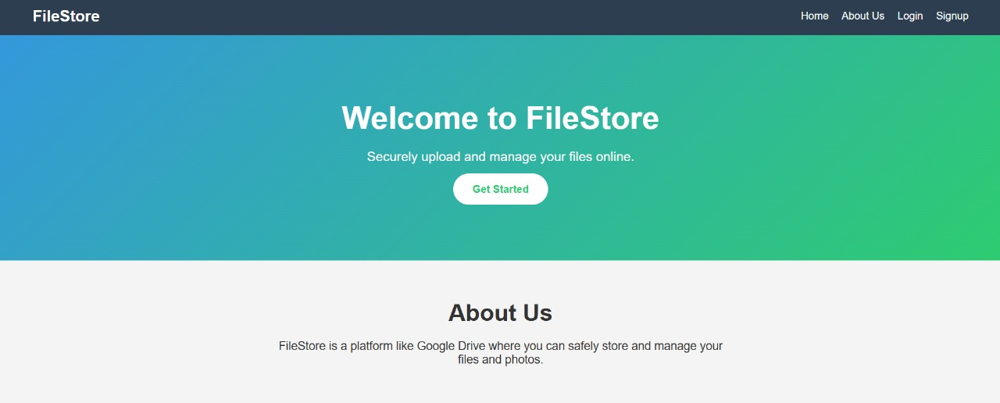 FileStore
Home About Us Login Signup
Welcome to FileStore
Securely upload and manage your files online.
Get Started
About Us
FileStore is a platform like Google Drive where you can safely store and manage your
files and photos.